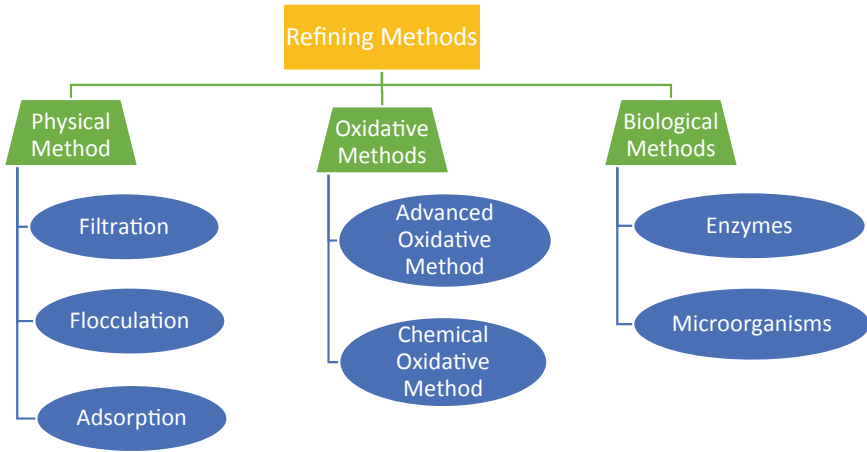 Refining Methods
Physical
Method
Filtration
Flocculation
Adsorption
Oxidative
Methods
Advanced
Oxidative
Method
Chemical
Oxidative
Method
Biological
Methods
Enzymes
Microorganisms